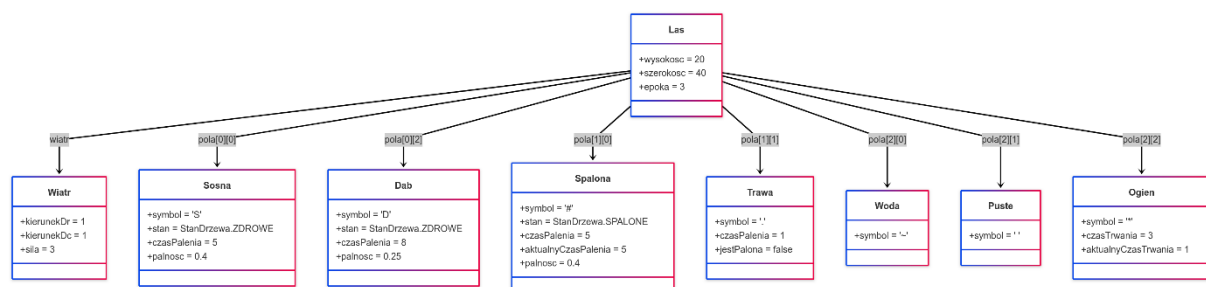 Las
+wysokosc = 20
+szerokosc = 40
+epoka = 3
wiatr
pola[0][0]
pola[0][2]
pola[1][0]
pola[1][1]
pola[2][0]
pola[2][1]
pola[2][2]
Wiatr
+kierunekDr = 1
+kierunekDc = 1
+sila = 3
Sosna
+symbol = 'S'
+stan = StanDrzewa.ZDROWE
+czasPalenia = 5
+palnosc = 0.4
Dab
+symbol = 'D'
+stan = StanDrzewa.ZDROWE
+czasPalenia = 8
+palnosc = 0.25
Spalona
+symbol = '#'
+stan = StanDrzewa.SPALONE
+czasPalenia = 5
+aktualnyCzasPalenia = 5
+palnosc = 0.4
Trawa
+symbol = '.'
+czasPalenia = 1
+jestPalona = false
Woda
+symbol = '~'
Puste
+symbol = ' '
Ogien
+symbol = '*'
+czasTrwania = 3
+aktualnyCzasTrwania = 1